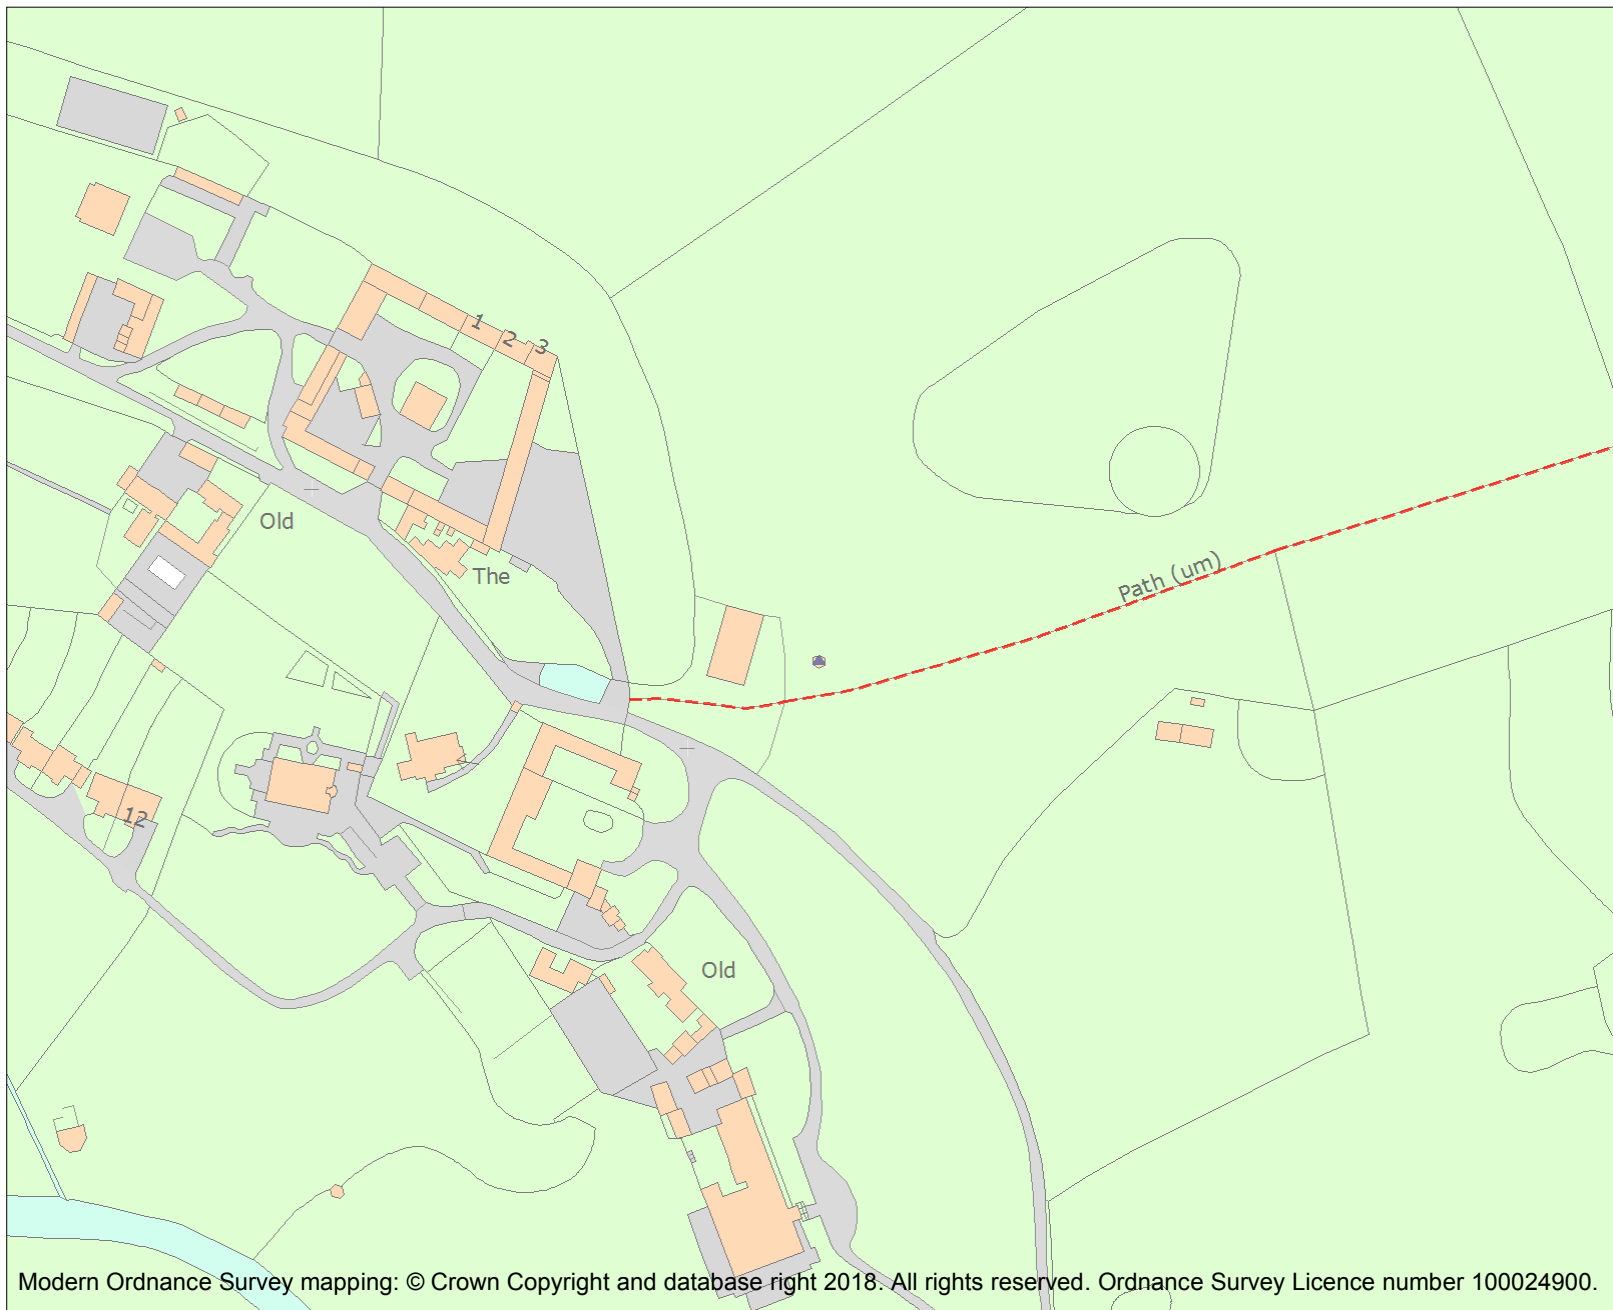 1
2
3
Old
The
Path (um)
12
Old
Modern Ordnance Survey mapping: © Crown Copyright and database right 2018. All rights reserved. Ordnance Survey Licence number 100024900.